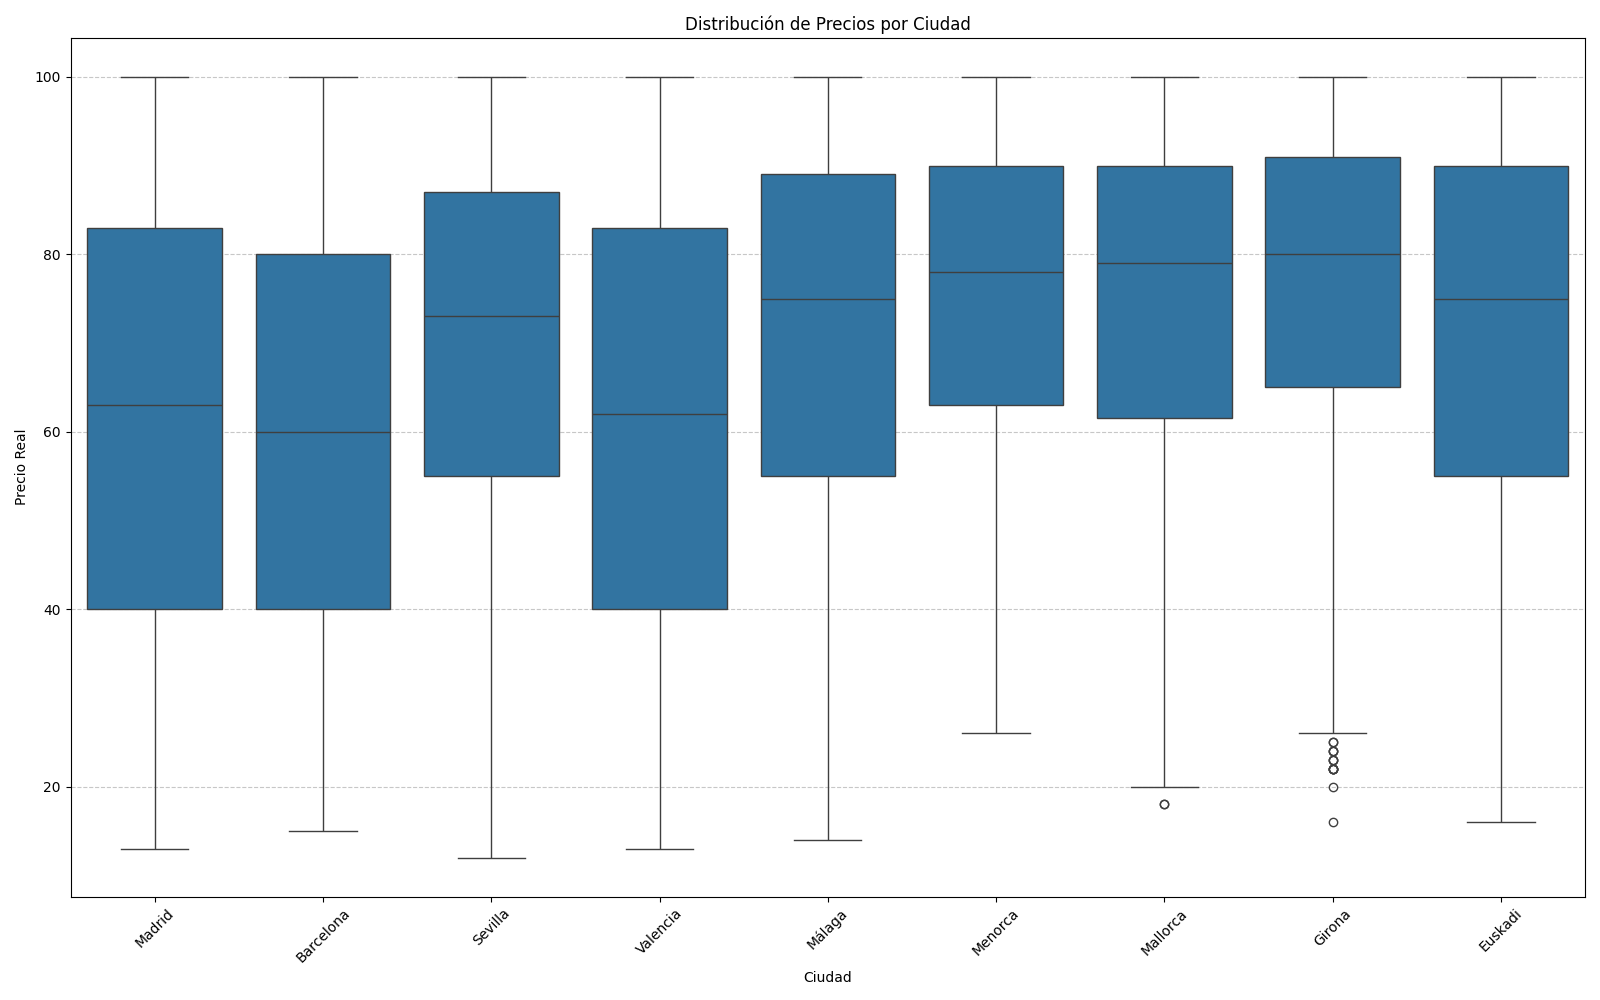 Distribución de Precios por Ciudad
Precio Real
100
80
60
40
20
Madrid
Barcelona
Sevilla
Valencia
Málaga
Menorca
Mallorca
Girona
Euskadi
Ciudad